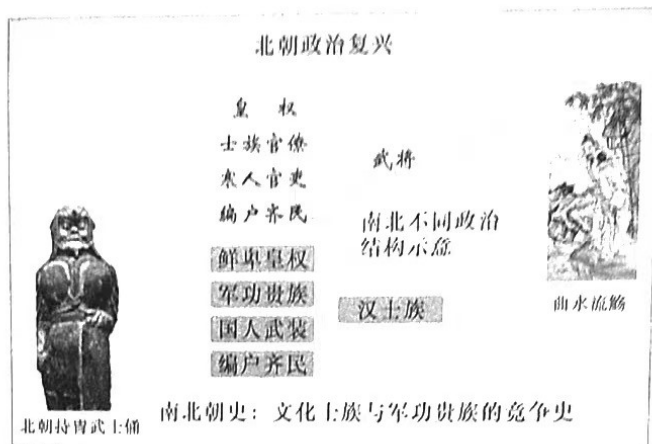 北朝政治复兴
皇 权
士族官僚
寒人官吏
编户齐民
武将
南北不同政治
结构示意
鲜卑皇权
军功贵族
国人武装
编户齐民
汉士族
曲水流觞
北朝持胄武士俑
南北朝史：文化士族与军功贵族的竞争史